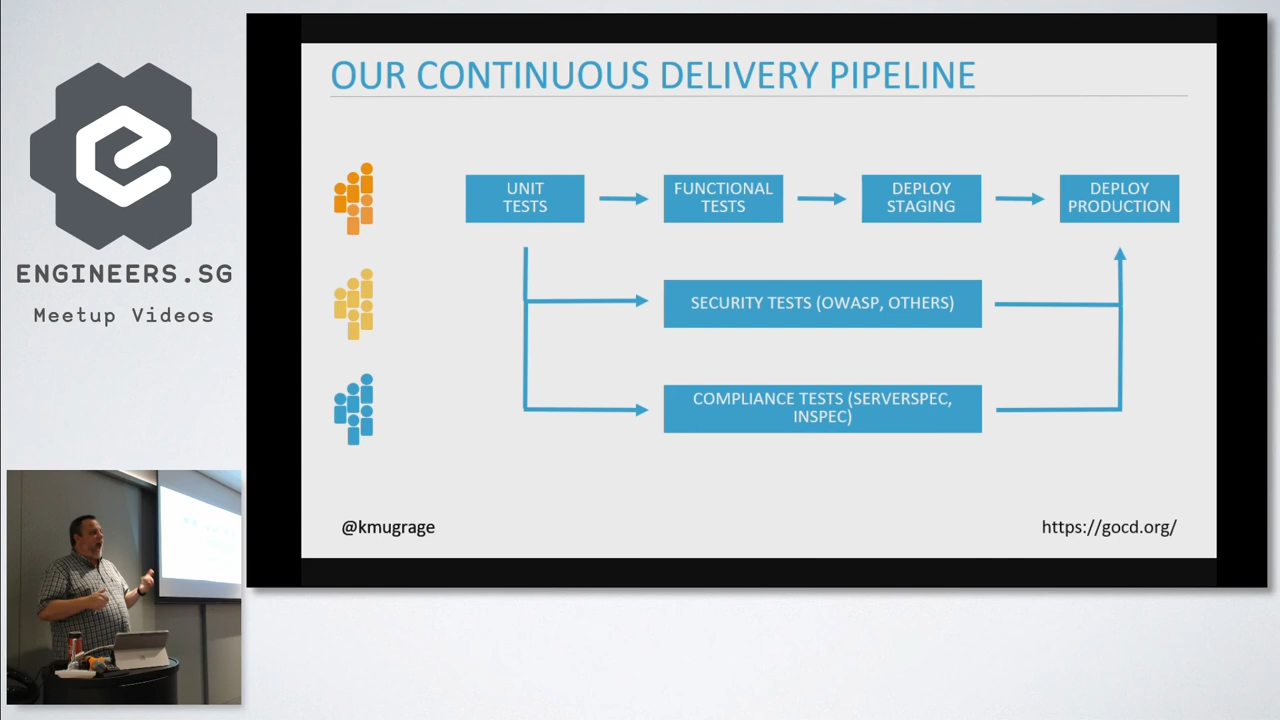 ENGINEERS.SG
Meetup Videos
OUR CONTINUOUS DELIVERY PIPELINE
UNIT
TESTS
FUNCTIONAL
TESTS
DEPLOY
STAGING
DEPLOY
PRODUCTION
SECURITY TESTS (OWASP, OTHERS)
COMPLIANCE TESTS (SERVERSPEC,
INSPEC)
@kmugrage
https://gocd.org/